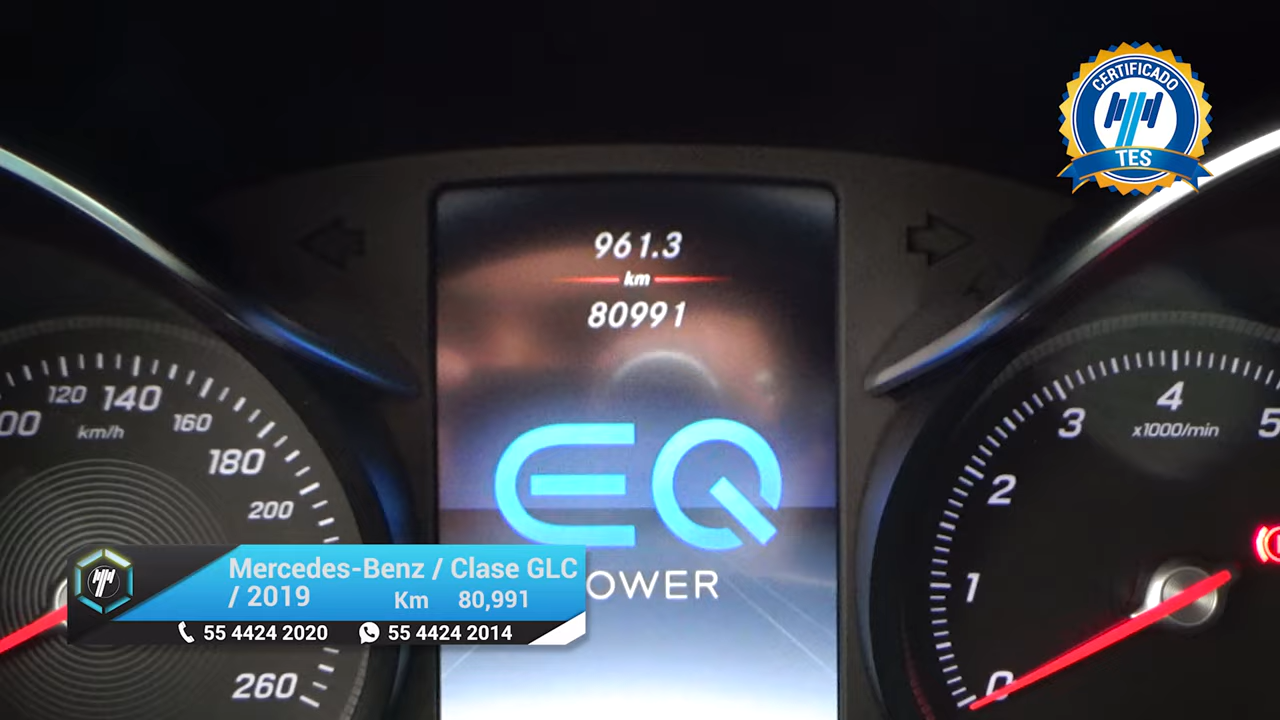 CERTIFICADO
TES
961.3
km
80991
120
140
160
km/h
180
200
260
EQ
OWER
5
4
3
x1000/min
2
1
0
Mercedes-Benz / Clase GLC
/ 2019
Km 80,991
55 4424 2020 55 4424 2014